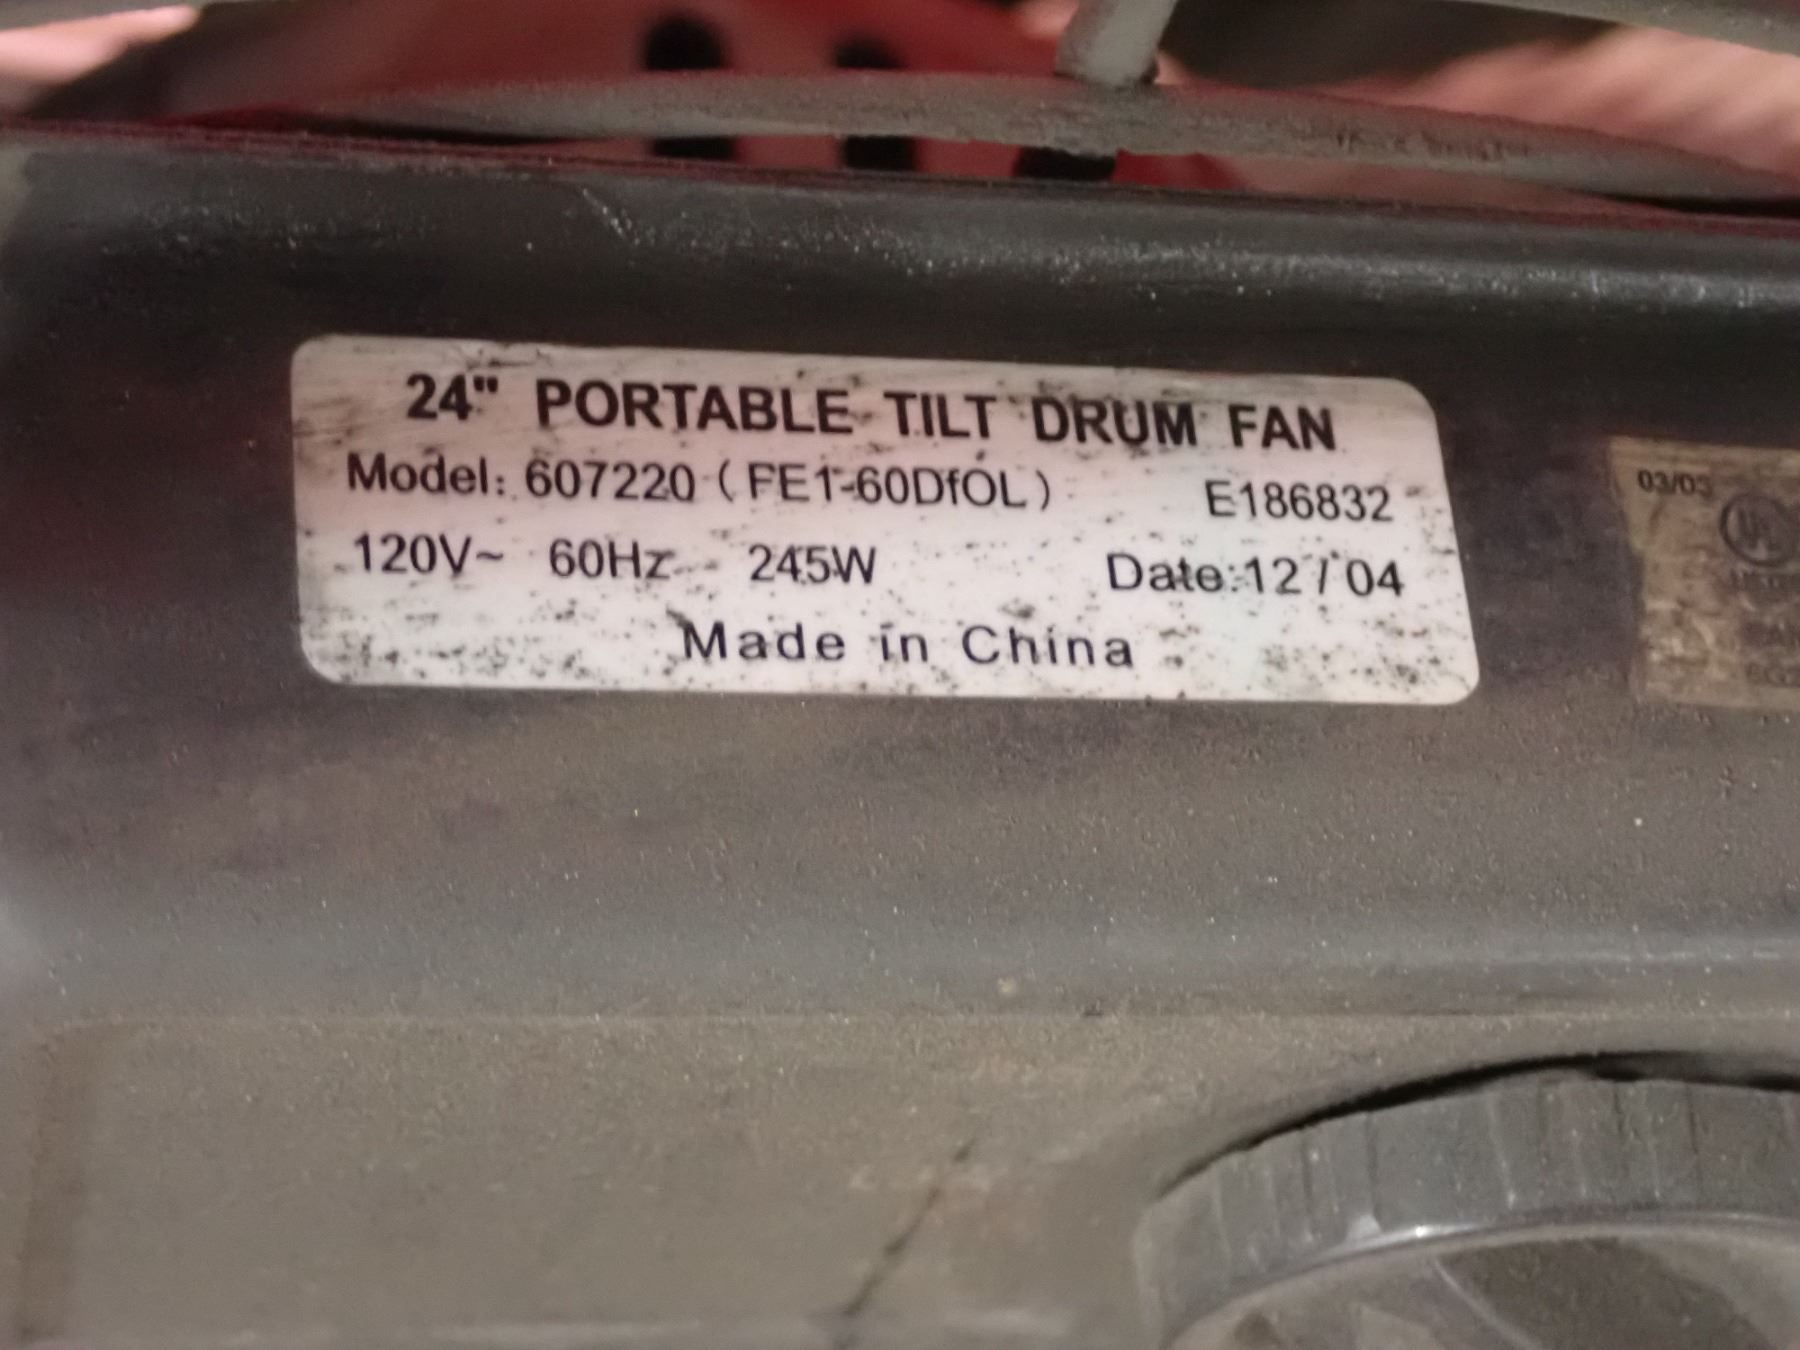 24" PORTABLE TILT DRUM FAN
Model: 607220 (FE1-60DfOL) E186832
120V~ 60Hz 245W Date:12/04
Made in China
03/03
UL